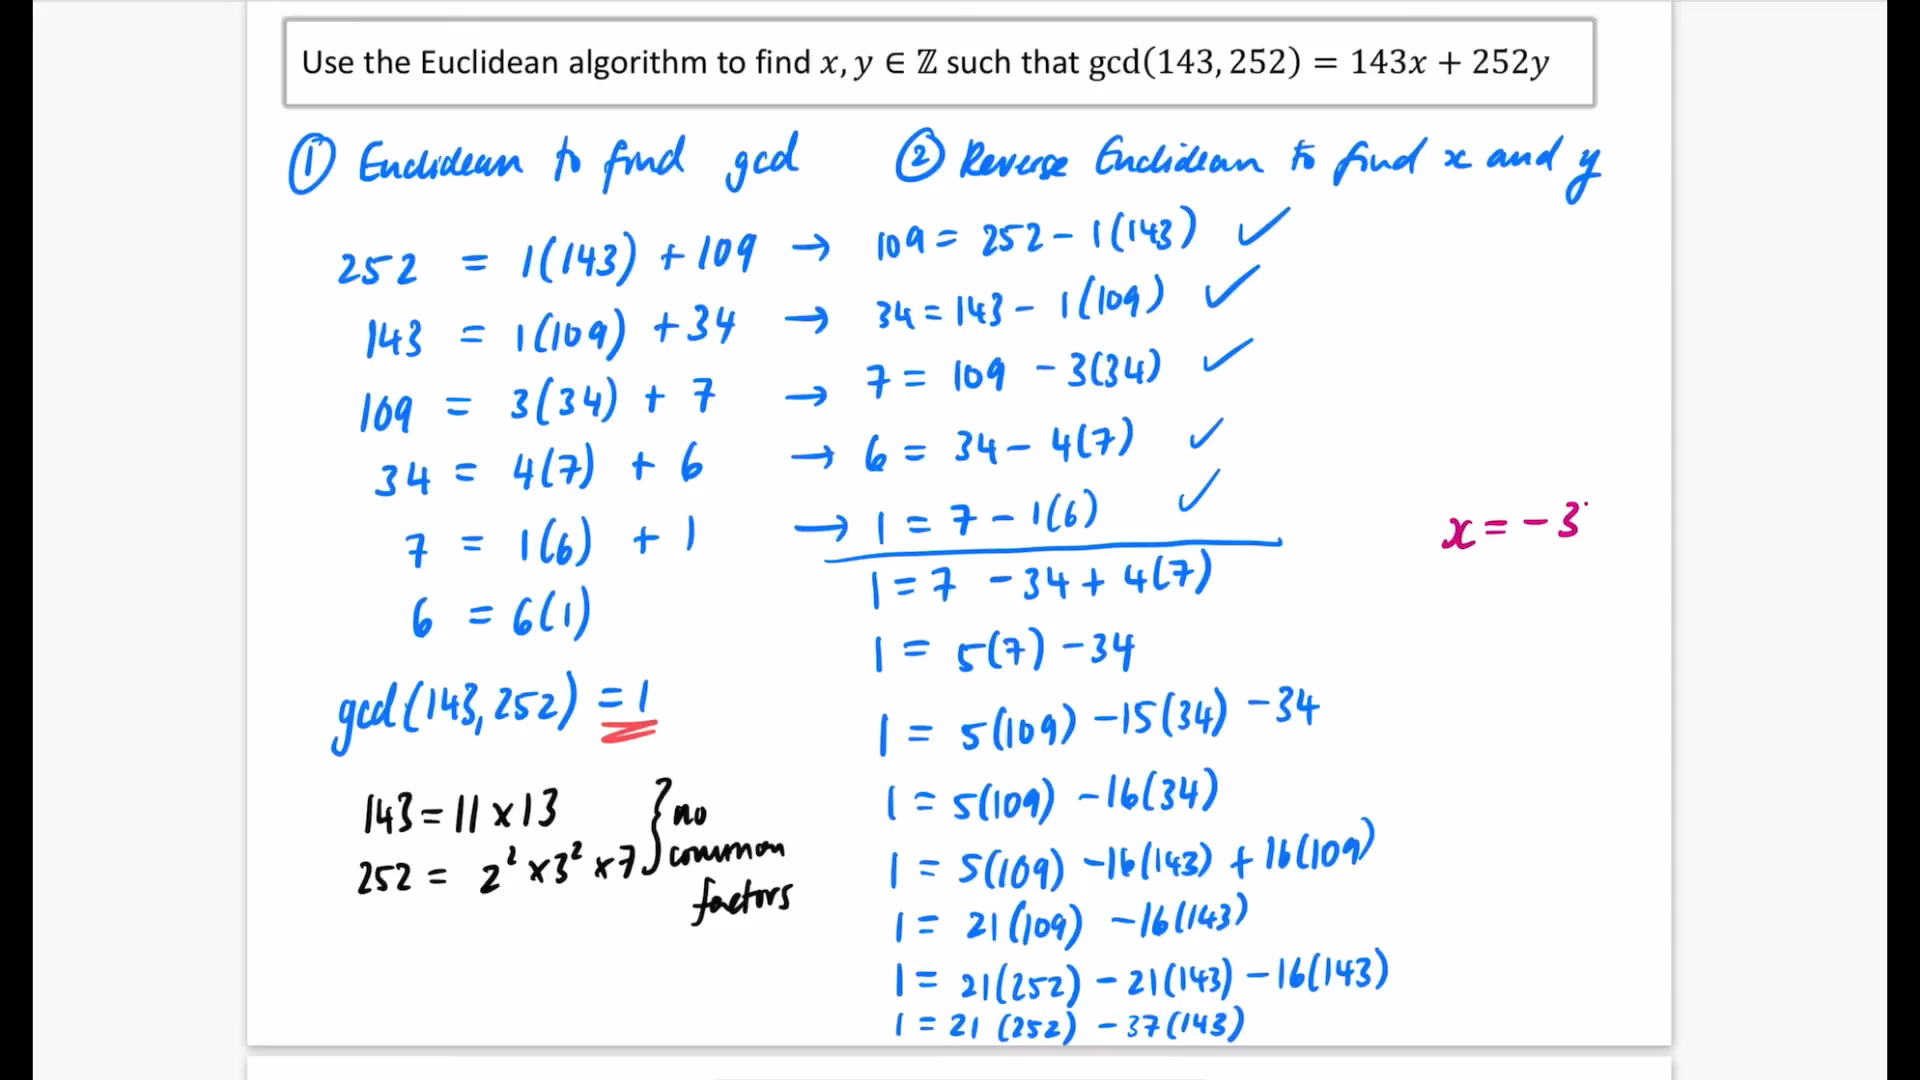 Use the Euclidean algorithm to find x, y ∈ ℤ such that gcd(143, 252) = 143x + 252y
① Euclidean to find gcd
252 = 1(143) + 109 →
143 = 1(109) + 34 →
109 = 3(34) + 7 →
34 = 4(7) + 6 →
7 = 1(6) + 1 →
6 = 6(1)
gcd(143, 252) = 1
143 = 11 × 13
252 = 2² × 3² × 7
} no
common
factors
② Reverse Euclidean to find x and y
109 = 252 - 1(143) ✓
34 = 143 - 1(109) ✓
7 = 109 - 3(34) ✓
6 = 34 - 4(7) ✓
1 = 7 - 1(6) ✓
1 = 7 - 34 + 4(7)
1 = 5(7) - 34
1 = 5(109) - 15(34) - 34
1 = 5(109) - 16(34)
1 = 5(109) - 16(143) + 16(109)
1 = 21(109) - 16(143)
1 = 21(252) - 21(143) - 16(143)
1 = 21(252) - 37(143)
x = -3